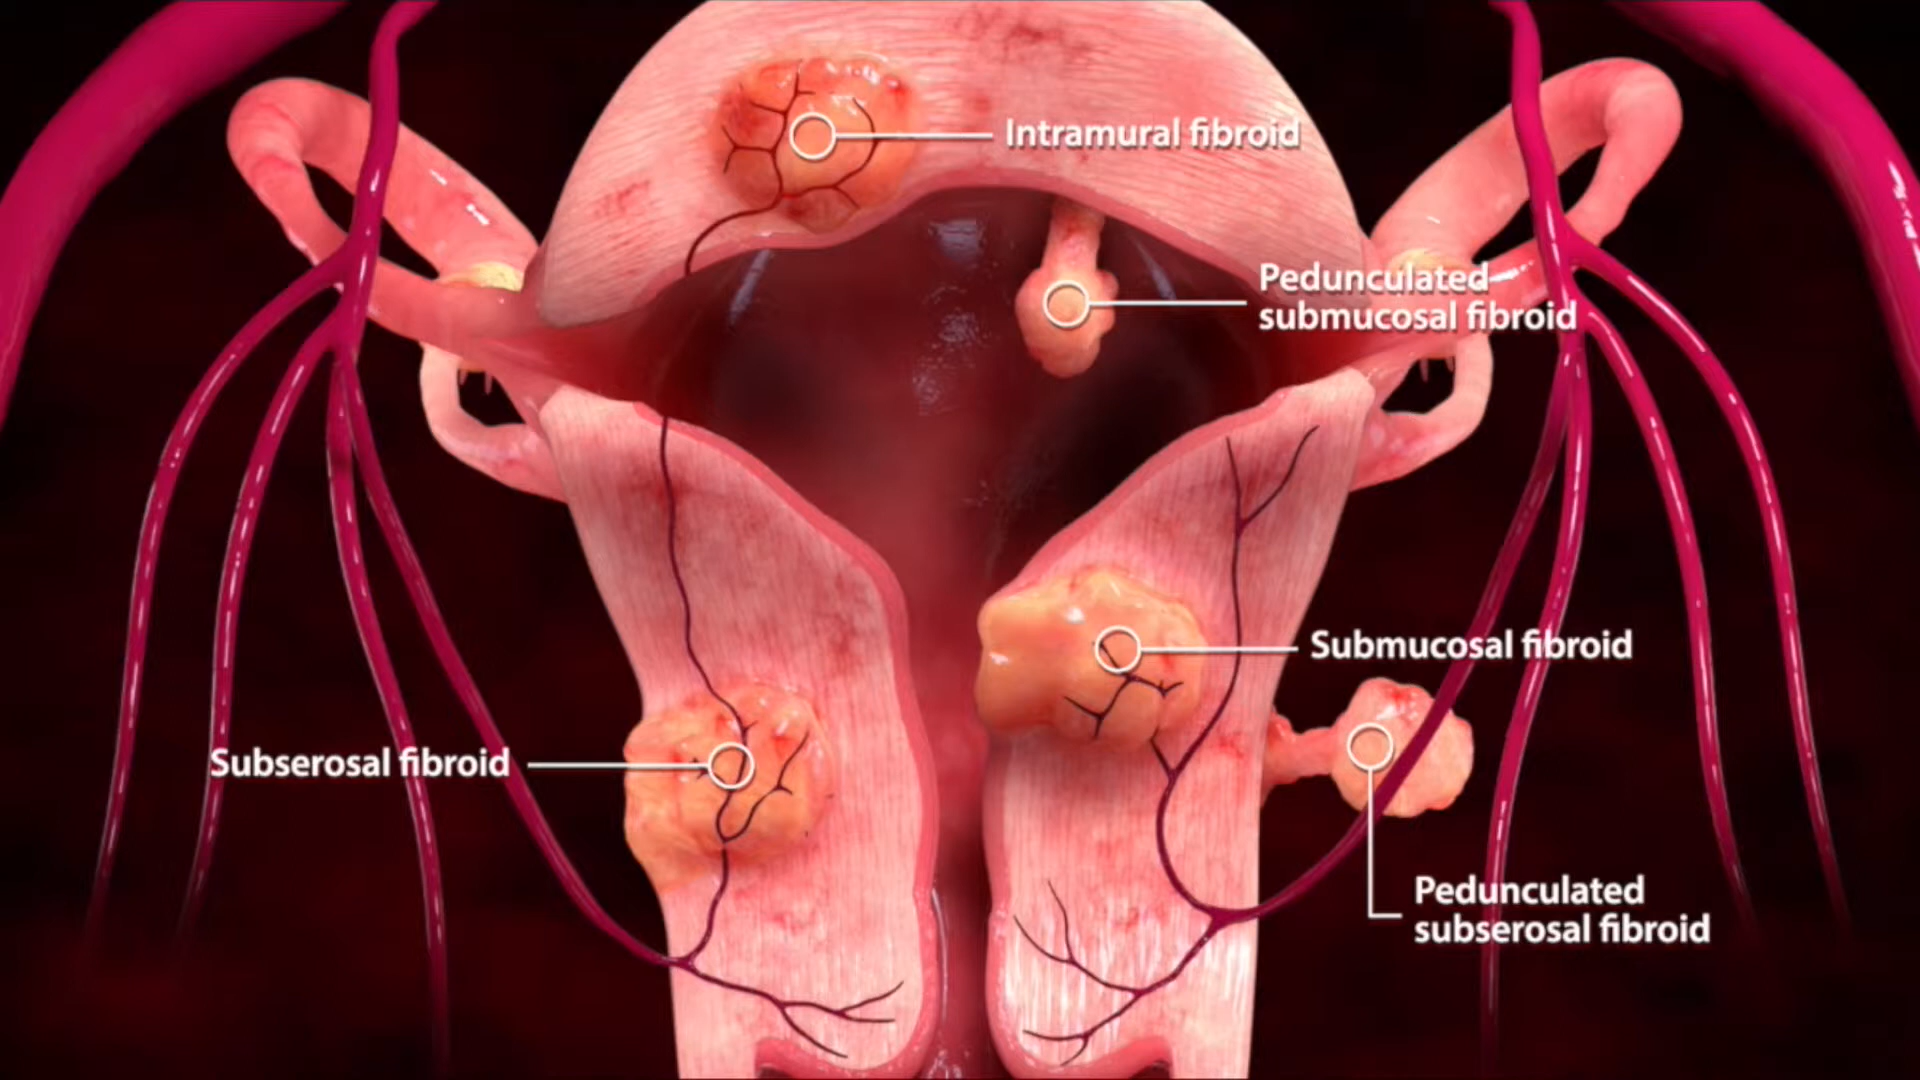 Intramural fibroid
Pedunculated
submucosal fibroid
Submucosal fibroid
Subserosal fibroid
Pedunculated
subserosal fibroid